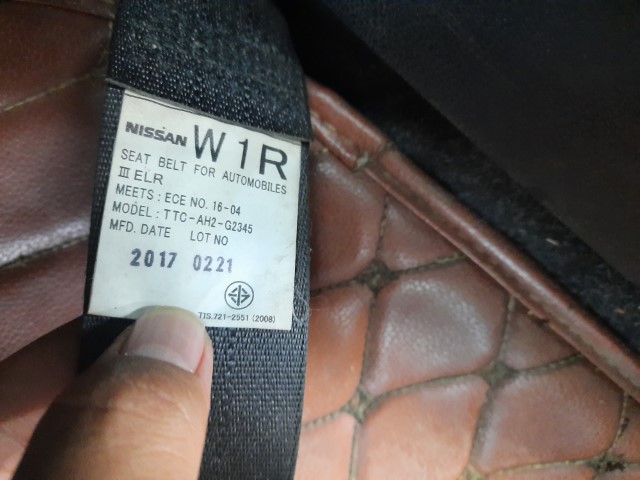 NISSAN W1R
SEAT BELT FOR AUTOMOBILES
III ELR
MEETS : ECE NO. 16-04
MODEL : TTC-AH2-G2345
MFD. DATE LOT NO
2017 0221
TIS.721-2551 (2008)